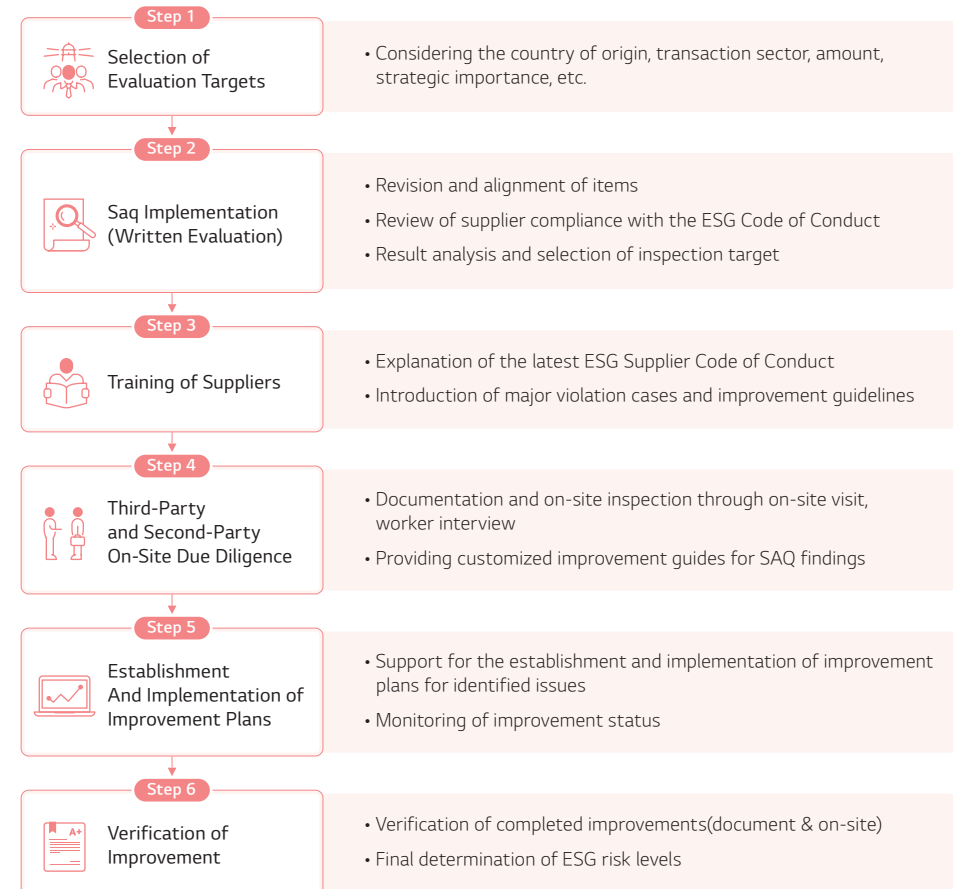 Step 1
Selection of
Evaluation Targets
• Considering the country of origin, transaction sector, amount,
strategic importance, etc.
Step 2
Saq Implementation
(Written Evaluation)
• Revision and alignment of items
• Review of supplier compliance with the ESG Code of Conduct
• Result analysis and selection of inspection target
Step 3
Training of Suppliers
• Explanation of the latest ESG Supplier Code of Conduct
• Introduction of major violation cases and improvement guidelines
Step 4
Third-Party
and Second-Party
On-Site Due Diligence
• Documentation and on-site inspection through on-site visit,
worker interview
• Providing customized improvement guides for SAQ findings
Step 5
Establishment
And Implementation of
Improvement Plans
• Support for the establishment and implementation of improvement
plans for identified issues
• Monitoring of improvement status
Step 6
A+
Verification of
Improvement
• Verification of completed improvements(document & on-site)
• Final determination of ESG risk levels